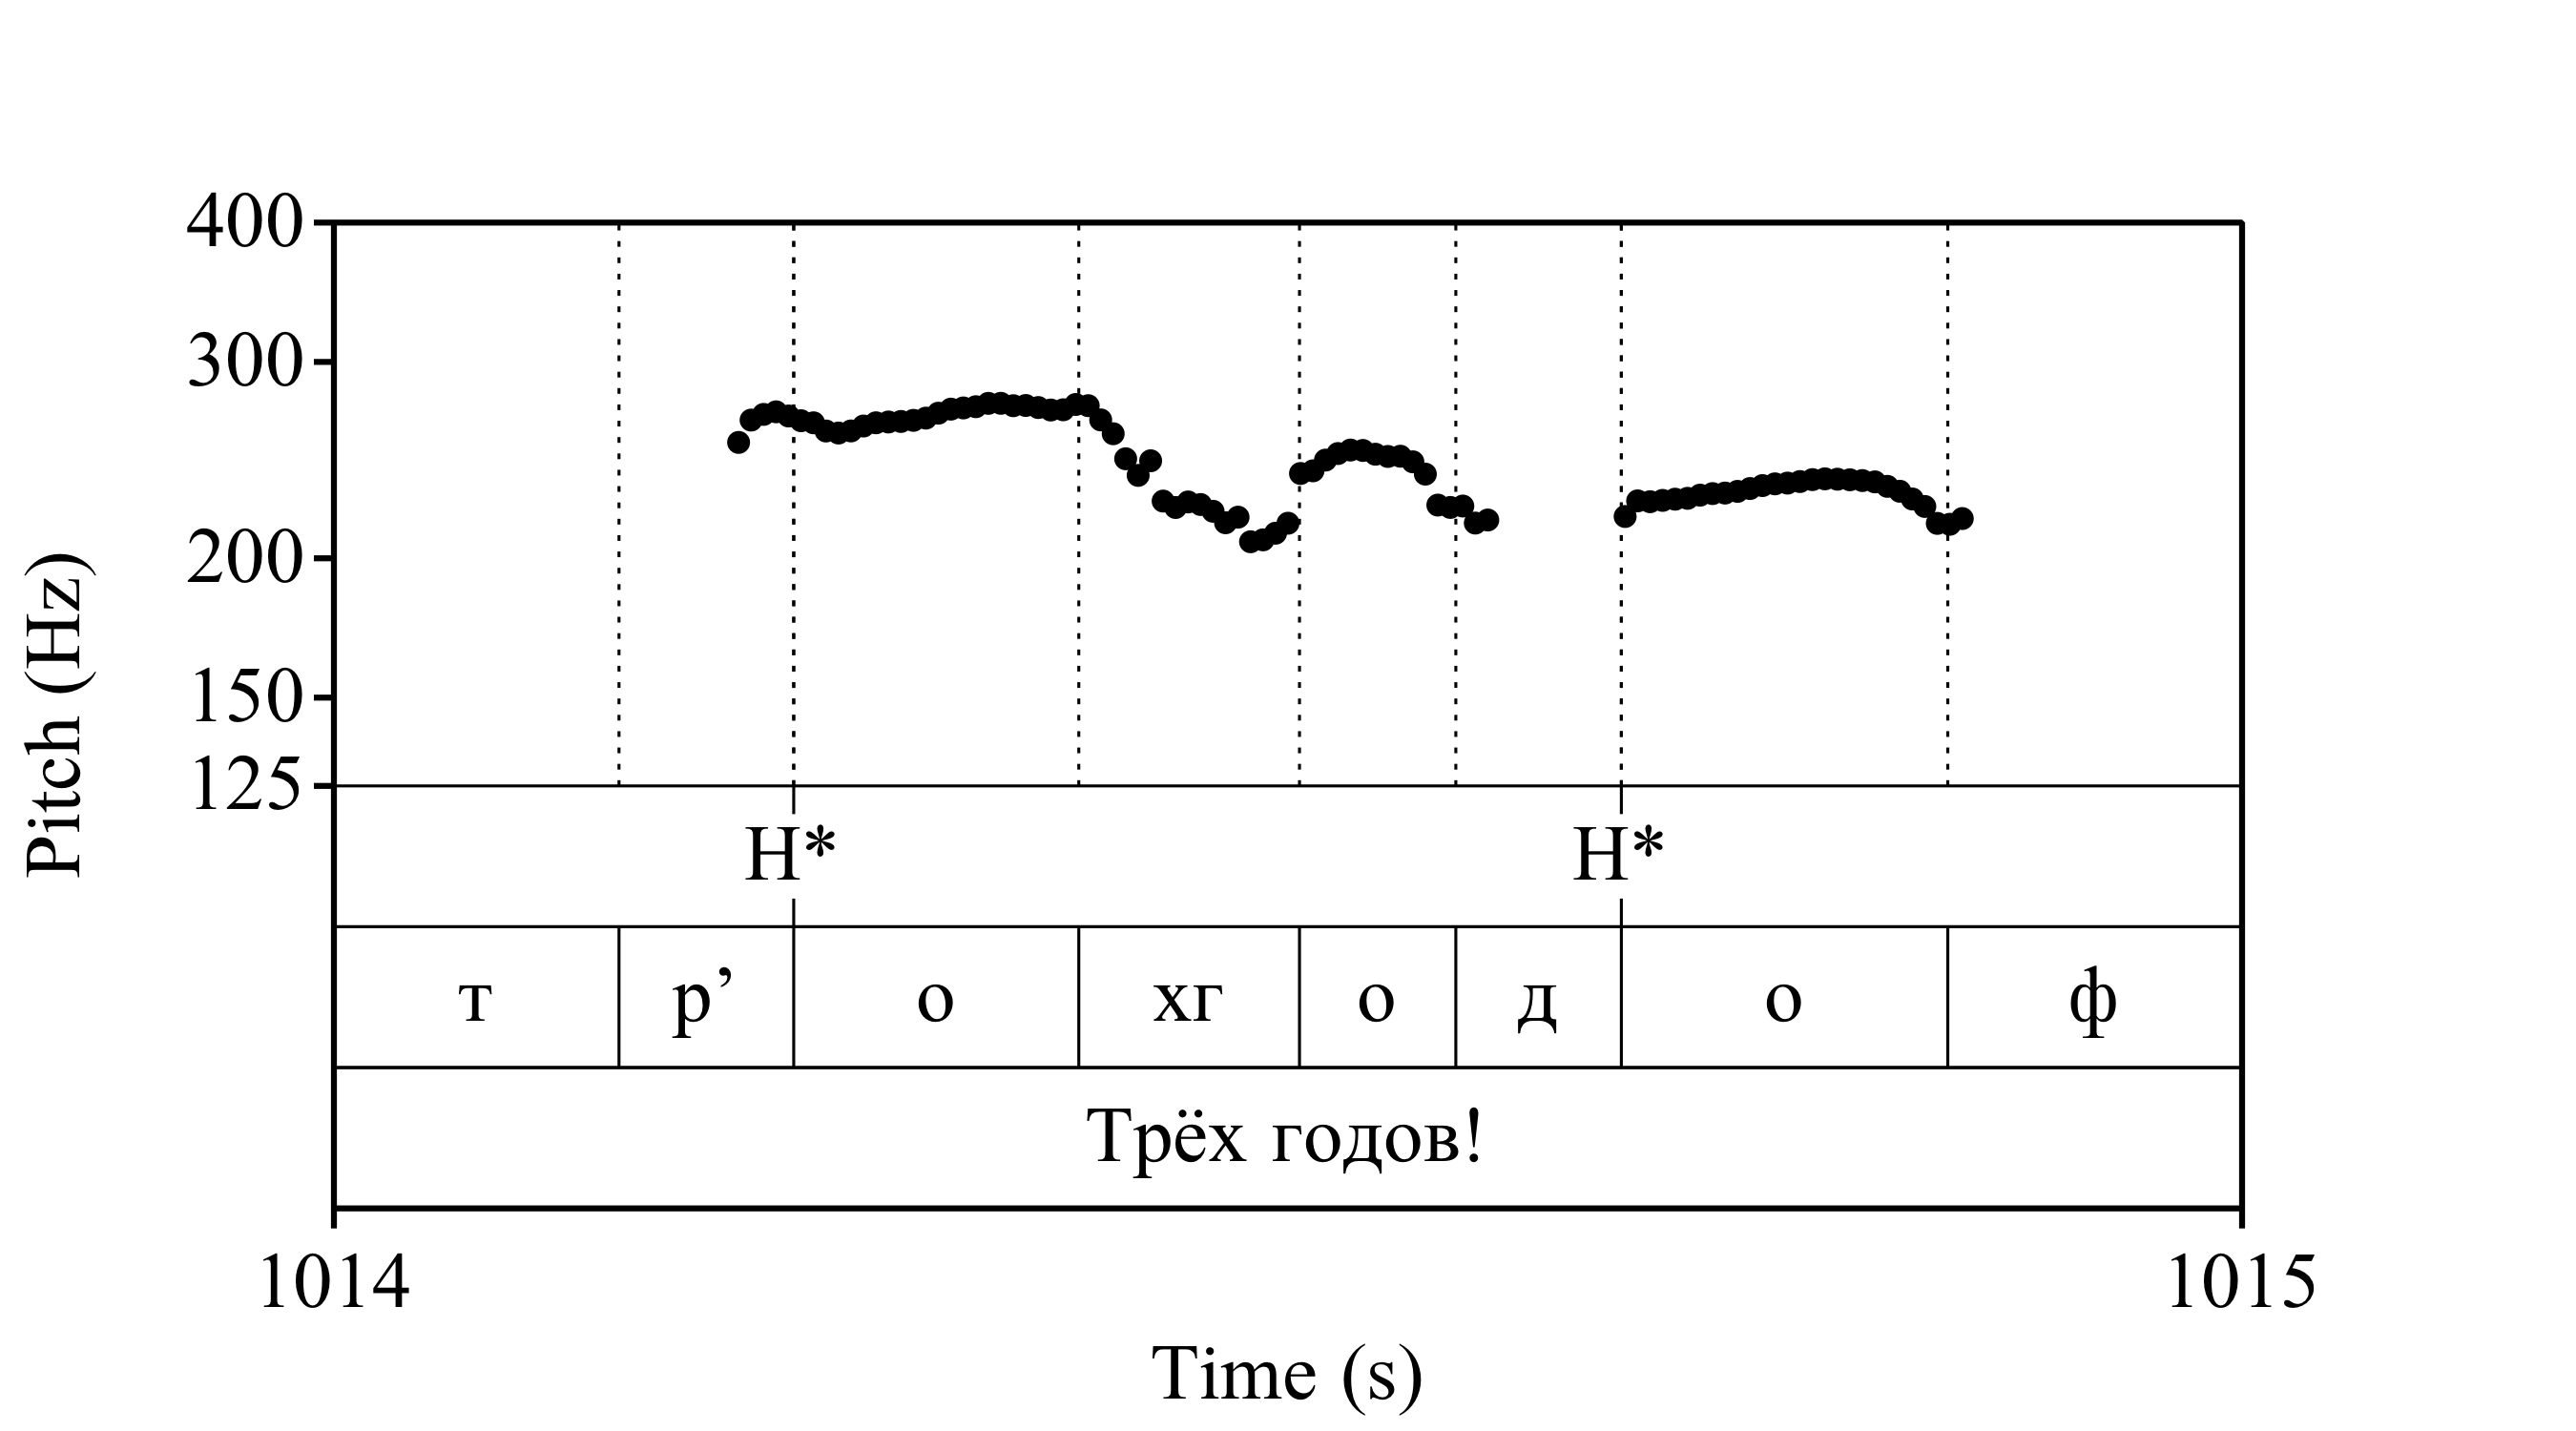 400
300
200
150
125
Pitch (Hz)
H* H*
т р’ о хг о д о ф
Трёх годов!
1014 1015
Time (s)